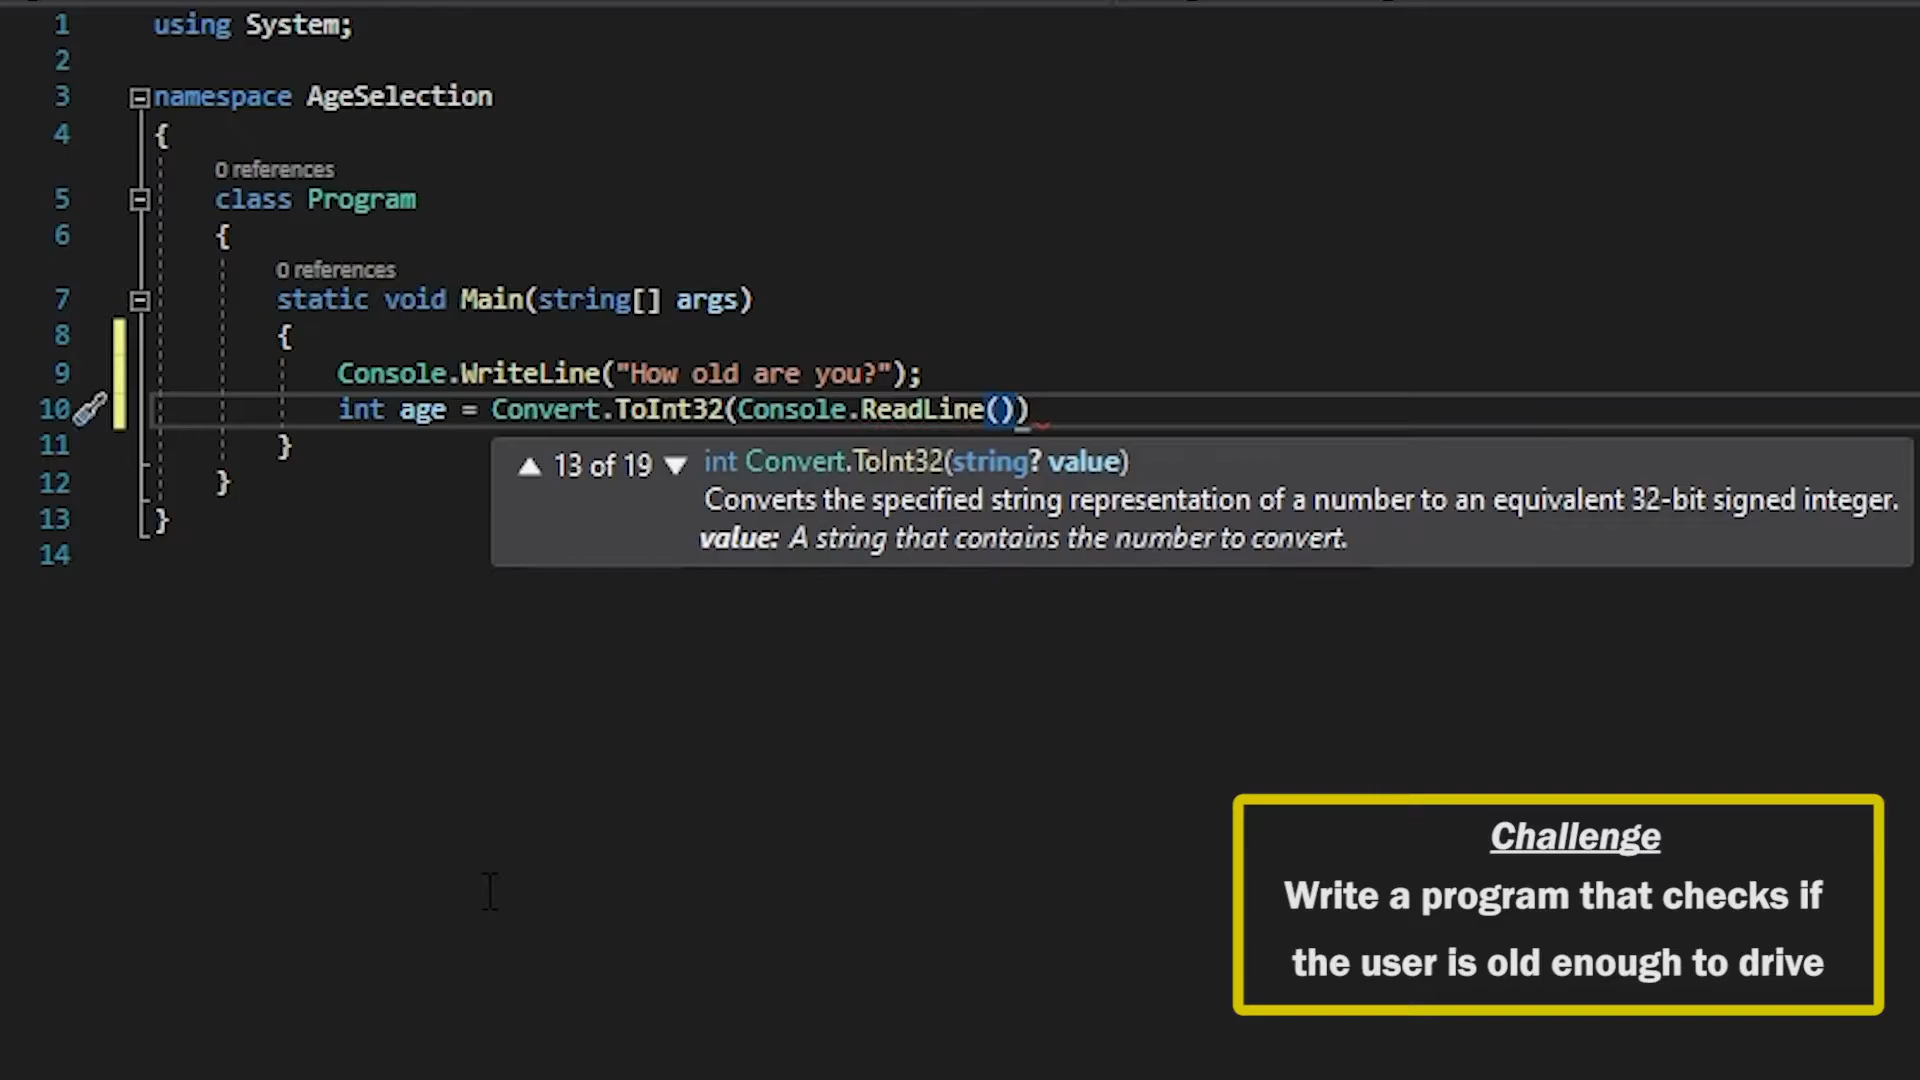 1 using System;
2
3 namespace AgeSelection
4 {
0 references
5 class Program
6 {
0 references
7 static void Main(string[] args)
8 {
9 Console.WriteLine("How old are you?");
10 int age = Convert.ToInt32(Console.ReadLine())
11 }
12 }
13 }
14
▲ 13 of 19 ▼ int Convert.ToInt32(string? value)
Converts the specified string representation of a number to an equivalent 32-bit signed integer.
value: A string that contains the number to convert.
Challenge
Write a program that checks if
the user is old enough to drive